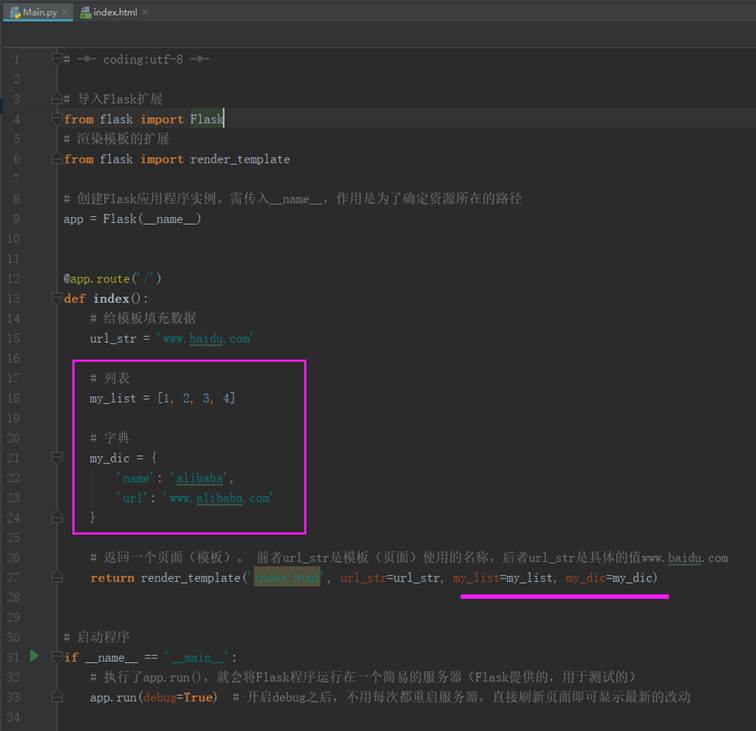 Main.py
index.html
1 # -*- coding:utf-8 -*-
2
3 # 导入Flask扩展
4 from flask import Flask
5 # 渲染模板的扩展
6 from flask import render_template
7
8 # 创建Flask应用程序实例。需传入__name__，作用是为了确定资源所在的路径
9 app = Flask(__name__)
10
11
12 @app.route('/')
13 def index():
14 # 给模板填充数据
15 url_str = 'www.baidu.com'
16
17 # 列表
18 my_list = [1, 2, 3, 4]
19
20 # 字典
21 my_dic = {
22 'name': 'alibaba',
23 'url': 'www.alibaba.com'
24 }
25
26 # 返回一个页面（模板）。 前者url_str是模板（页面）使用的名称，后者url_str是具体的值www.baidu.com
27 return render_template('index.html', url_str=url_str, my_list=my_list, my_dic=my_dic)
28
29
30 # 启动程序
31 if __name__ == '__main__':
32 # 执行了app.run()，就会将Flask程序运行在一个简易的服务器（Flask提供的，用于测试的）
33 app.run(debug=True) # 开启debug之后，不用每次都重启服务器，直接刷新页面即可显示最新的改动
34